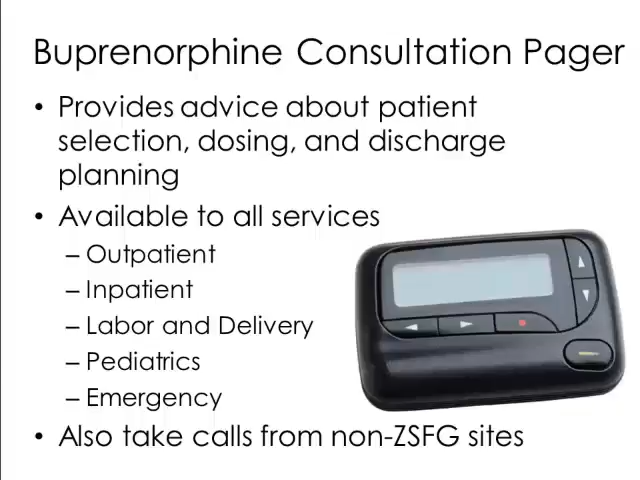 Buprenorphine Consultation Pager
• Provides advice about patient
selection, dosing, and discharge
planning
• Available to all services
– Outpatient
– Inpatient
– Labor and Delivery
– Pediatrics
– Emergency
• Also take calls from non-ZSFG sites